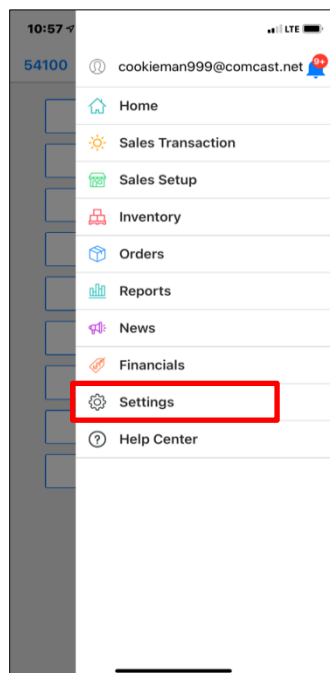 10:57 LTE
54100 cookieman999@comcast.net 9+
Home
Sales Transaction
Sales Setup
Inventory
Orders
Reports
News
Financials
Settings
Help Center